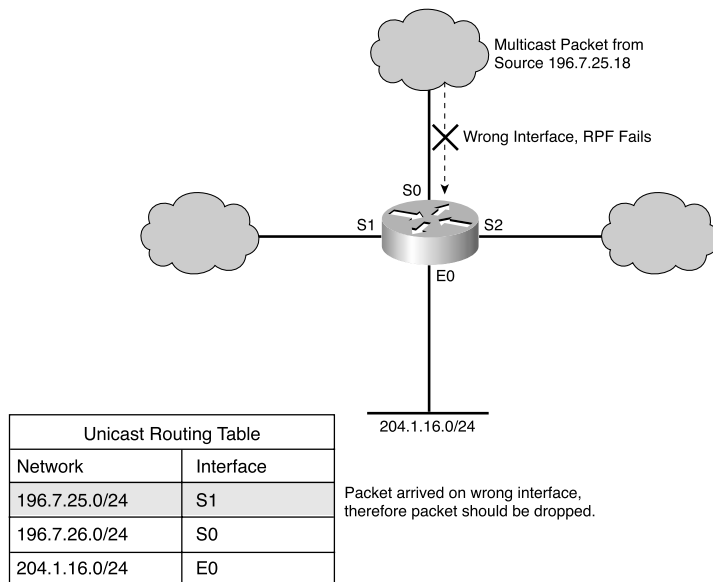 Multicast Packet from
Source 196.7.25.18
Wrong Interface, RPF Fails
S0
S1
S2
E0
204.1.16.0/24
Unicast Routing Table
Network Interface
196.7.25.0/24 S1
196.7.26.0/24 S0
204.1.16.0/24 E0
Packet arrived on wrong interface,
therefore packet should be dropped.